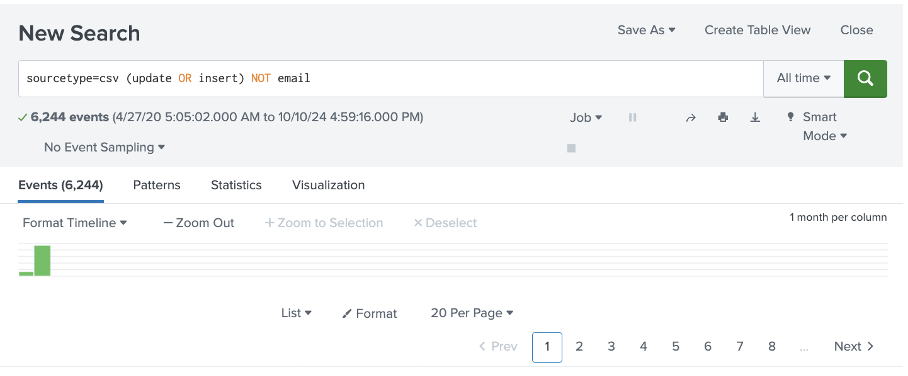 New Search
Save As Create Table View Close
sourcetype=csv (update OR insert) NOT email
All time
6,244 events (4/27/20 5:05:02.000 AM to 10/10/24 4:59:16.000 PM)
Job
Smart
Mode
No Event Sampling
Events (6,244) Patterns Statistics Visualization
Format Timeline — Zoom Out + Zoom to Selection × Deselect
1 month per column
List Format 20 Per Page
< Prev 1 2 3 4 5 6 7 8 ... Next >